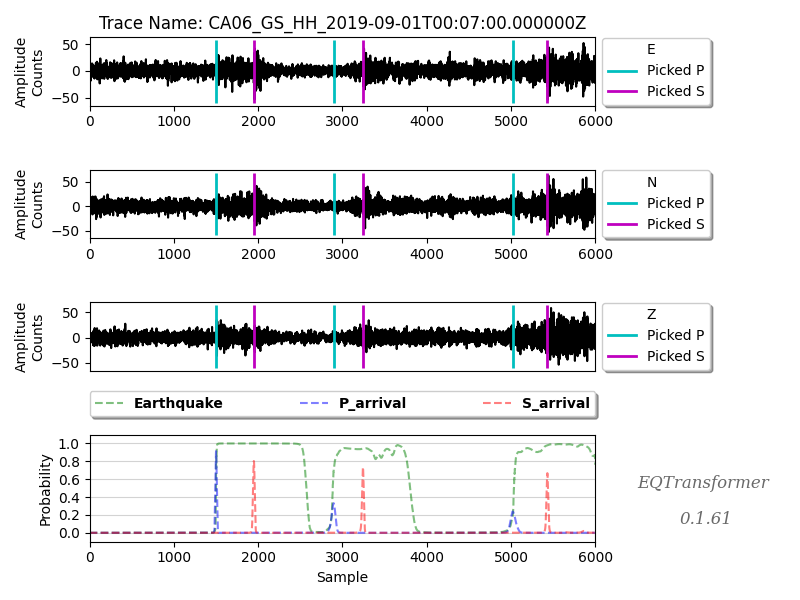 Trace Name: CA06_GS_HH_2019-09-01T00:07:00.000000Z
Amplitude
Counts
50
0
−50
0 1000 2000 3000 4000 5000 6000
E
Picked P
Picked S
Amplitude
Counts
50
0
−50
0 1000 2000 3000 4000 5000 6000
N
Picked P
Picked S
Amplitude
Counts
50
0
−50
0 1000 2000 3000 4000 5000 6000
Z
Picked P
Picked S
Earthquake P_arrival S_arrival
Probability
1.0
0.8
0.6
0.4
0.2
0.0
0 1000 2000 3000 4000 5000 6000
Sample
EQTransformer
0.1.61